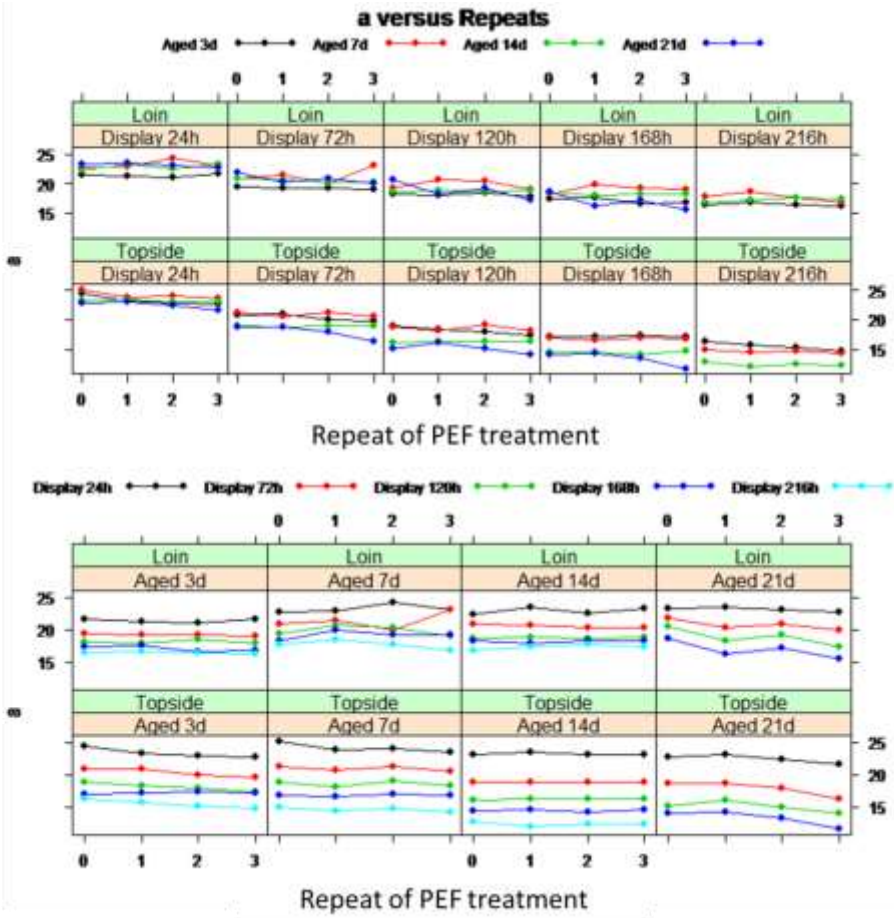 a versus Repeats
Aged 3d Aged 7d Aged 14d Aged 21d
0 1 2 3 0 1 2 3
Loin Loin Loin Loin Loin
Display 24h Display 72h Display 120h Display 168h Display 216h
25
20
15
Topside Topside Topside Topside Topside
Display 24h Display 72h Display 120h Display 168h Display 216h
25
20
15
a
0 1 2 3 0 1 2 3 0 1 2 3
Repeat of PEF treatment
Display 24h Display 72h Display 120h Display 168h Display 216h
0 1 2 3 0 1 2 3
Loin Loin Loin Loin
Aged 3d Aged 7d Aged 14d Aged 21d
25
20
15
Topside Topside Topside Topside
Aged 3d Aged 7d Aged 14d Aged 21d
25
20
15
a
0 1 2 3 0 1 2 3
Repeat of PEF treatment